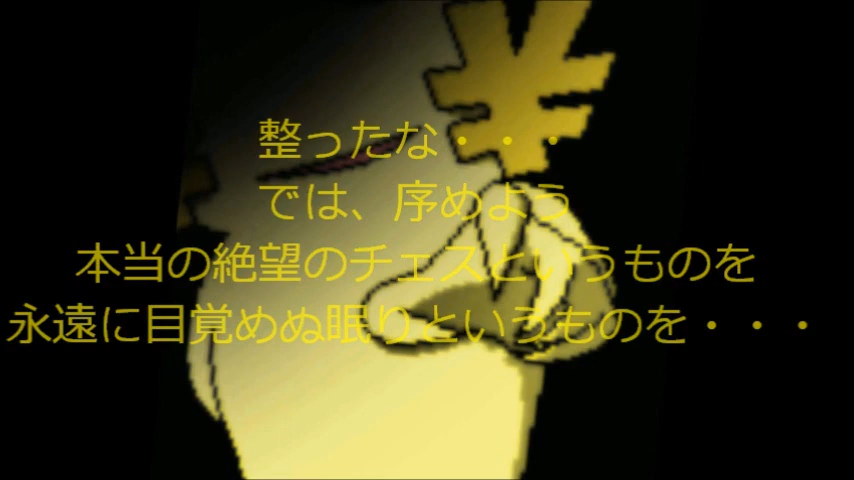 整ったな・・・
では、序めよう
本当の絶望のチェスというものを
永遠に目覚めぬ眠りというものを・・・